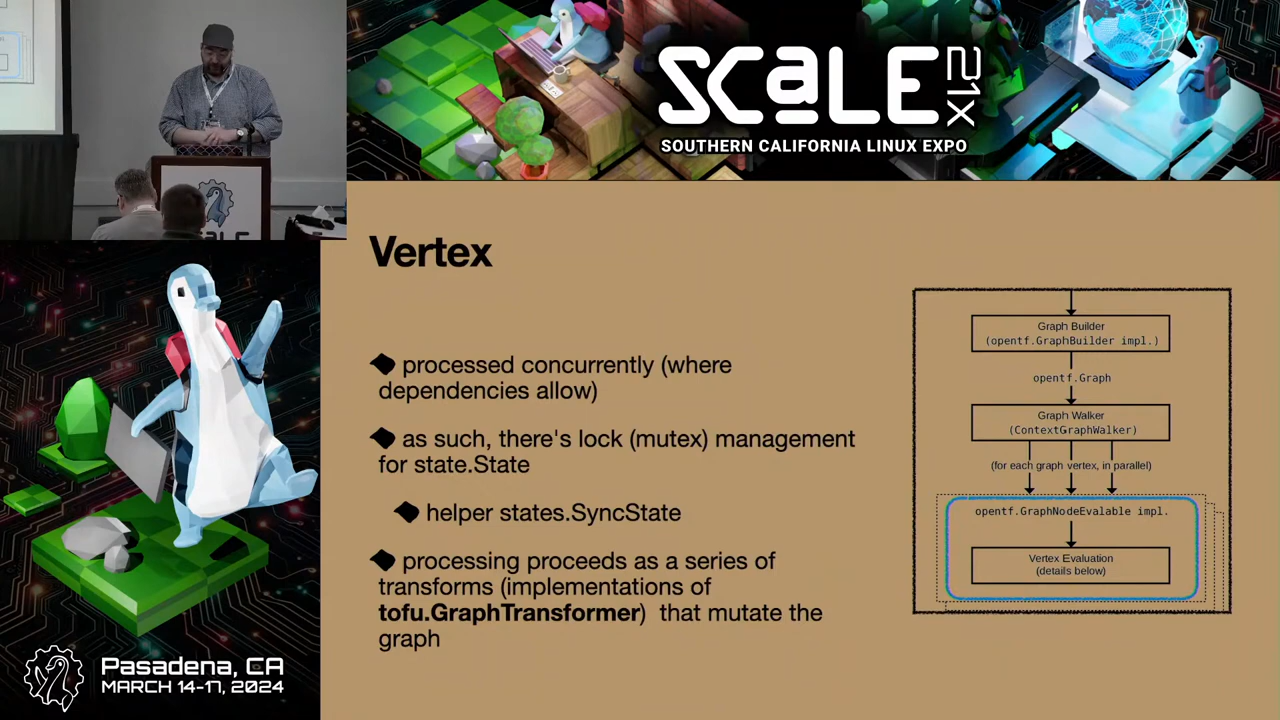 SCaLE 21X
SOUTHERN CALIFORNIA LINUX EXPO
Vertex
processed concurrently (where
dependencies allow)
as such, there's lock (mutex) management
for state.State
helper states.SyncState
processing proceeds as a series of
transforms (implementations of
tofu.GraphTransformer) that mutate the
graph
Graph Builder
(opentf.GraphBuilder impl.)
opentf.Graph
Graph Walker
(ContextGraphWalker)
(for each graph vertex, in parallel)
opentf.GraphNodeEvalable impl.
Vertex Evaluation
(details below)
Pasadena, CA
MARCH 14-17, 2024